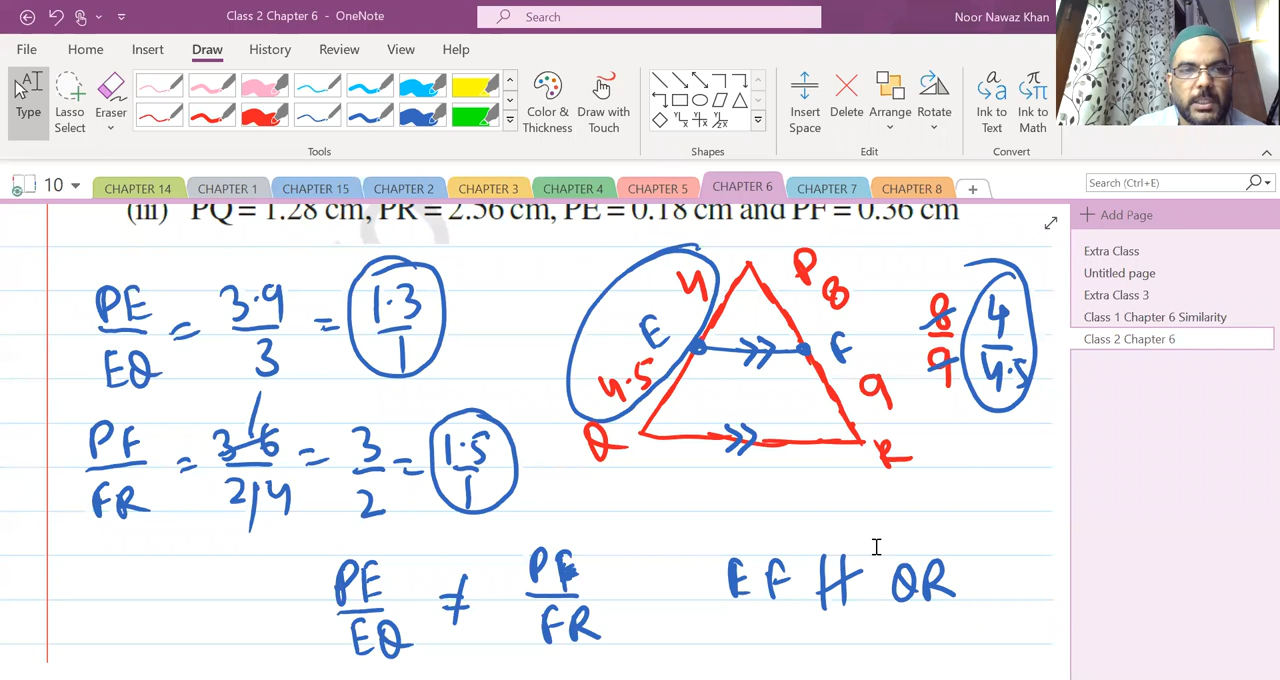 Class 2 Chapter 6 - OneNote
Search
Noor Nawaz Khan
File Home Insert Draw History Review View Help
Type
Lasso Select
Eraser
Color & Thickness
Draw with Touch
Insert Space
Delete
Arrange
Rotate
Ink to Text
Ink to Math
Tools
Shapes
Edit
Convert
10
CHAPTER 14
CHAPTER 1
CHAPTER 15
CHAPTER 2
CHAPTER 3
CHAPTER 4
CHAPTER 5
CHAPTER 6
CHAPTER 7
CHAPTER 8
Search (Ctrl+E)
Add Page
Extra Class
Untitled page
Extra Class 3
Class 1 Chapter 6 Similarity
Class 2 Chapter 6
(iii) PQ = 1.28 cm, PR = 2.56 cm, PE = 0.18 cm and PF = 0.36 cm
PE/EQ = 3.9/3 = 1.3/1
PF/FR = 3.6/2.4 = 3/2 = 1.5/1
P
4
8
E
F
4.5
9
Q
R
8/9
4/4.5
PE/EQ ≠ PF/FR
EF ∦ QR